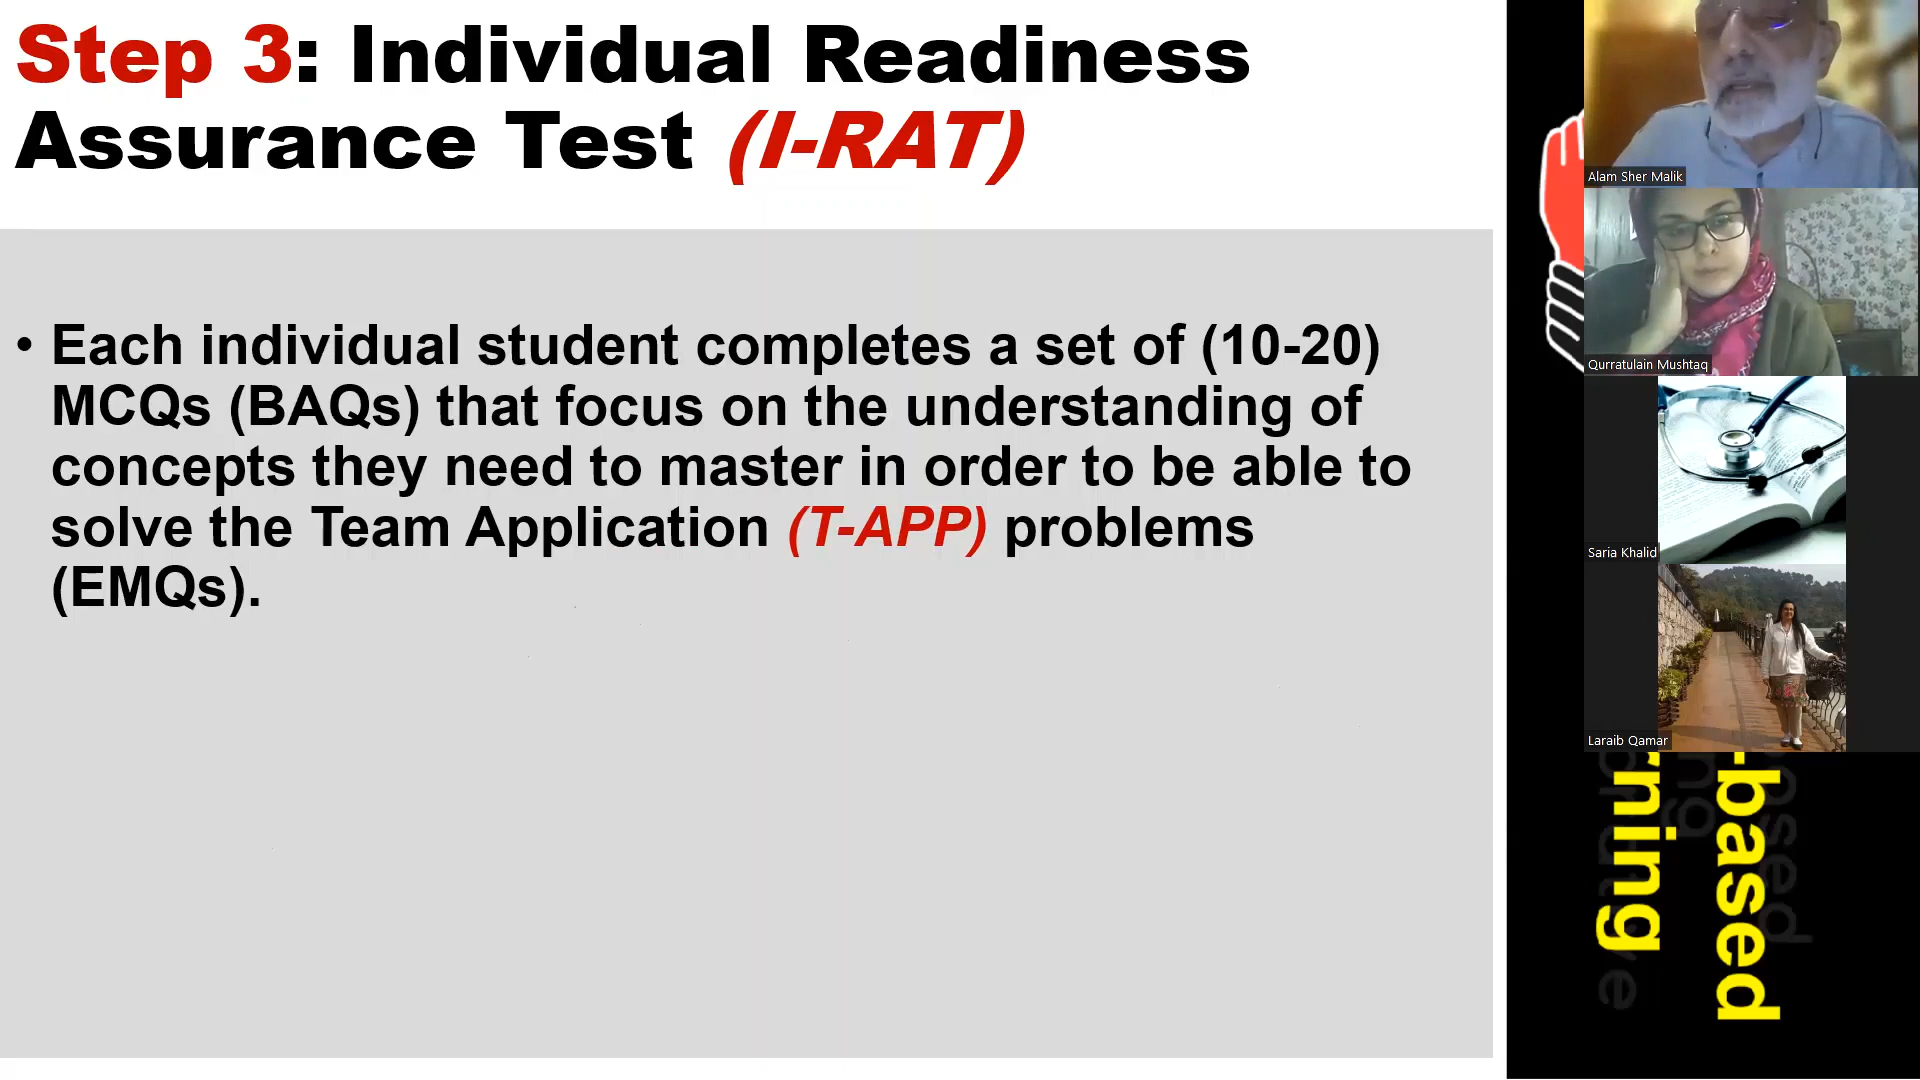 Step 3: Individual Readiness
Assurance Test (I-RAT)
• Each individual student completes a set of (10-20)
MCQs (BAQs) that focus on the understanding of
concepts they need to master in order to be able to
solve the Team Application (T-APP) problems
(EMQs).
Alam Sher Malik
Qurratulain Mushtaq
Saria Khalid
Laraib Qamar
-based
rning